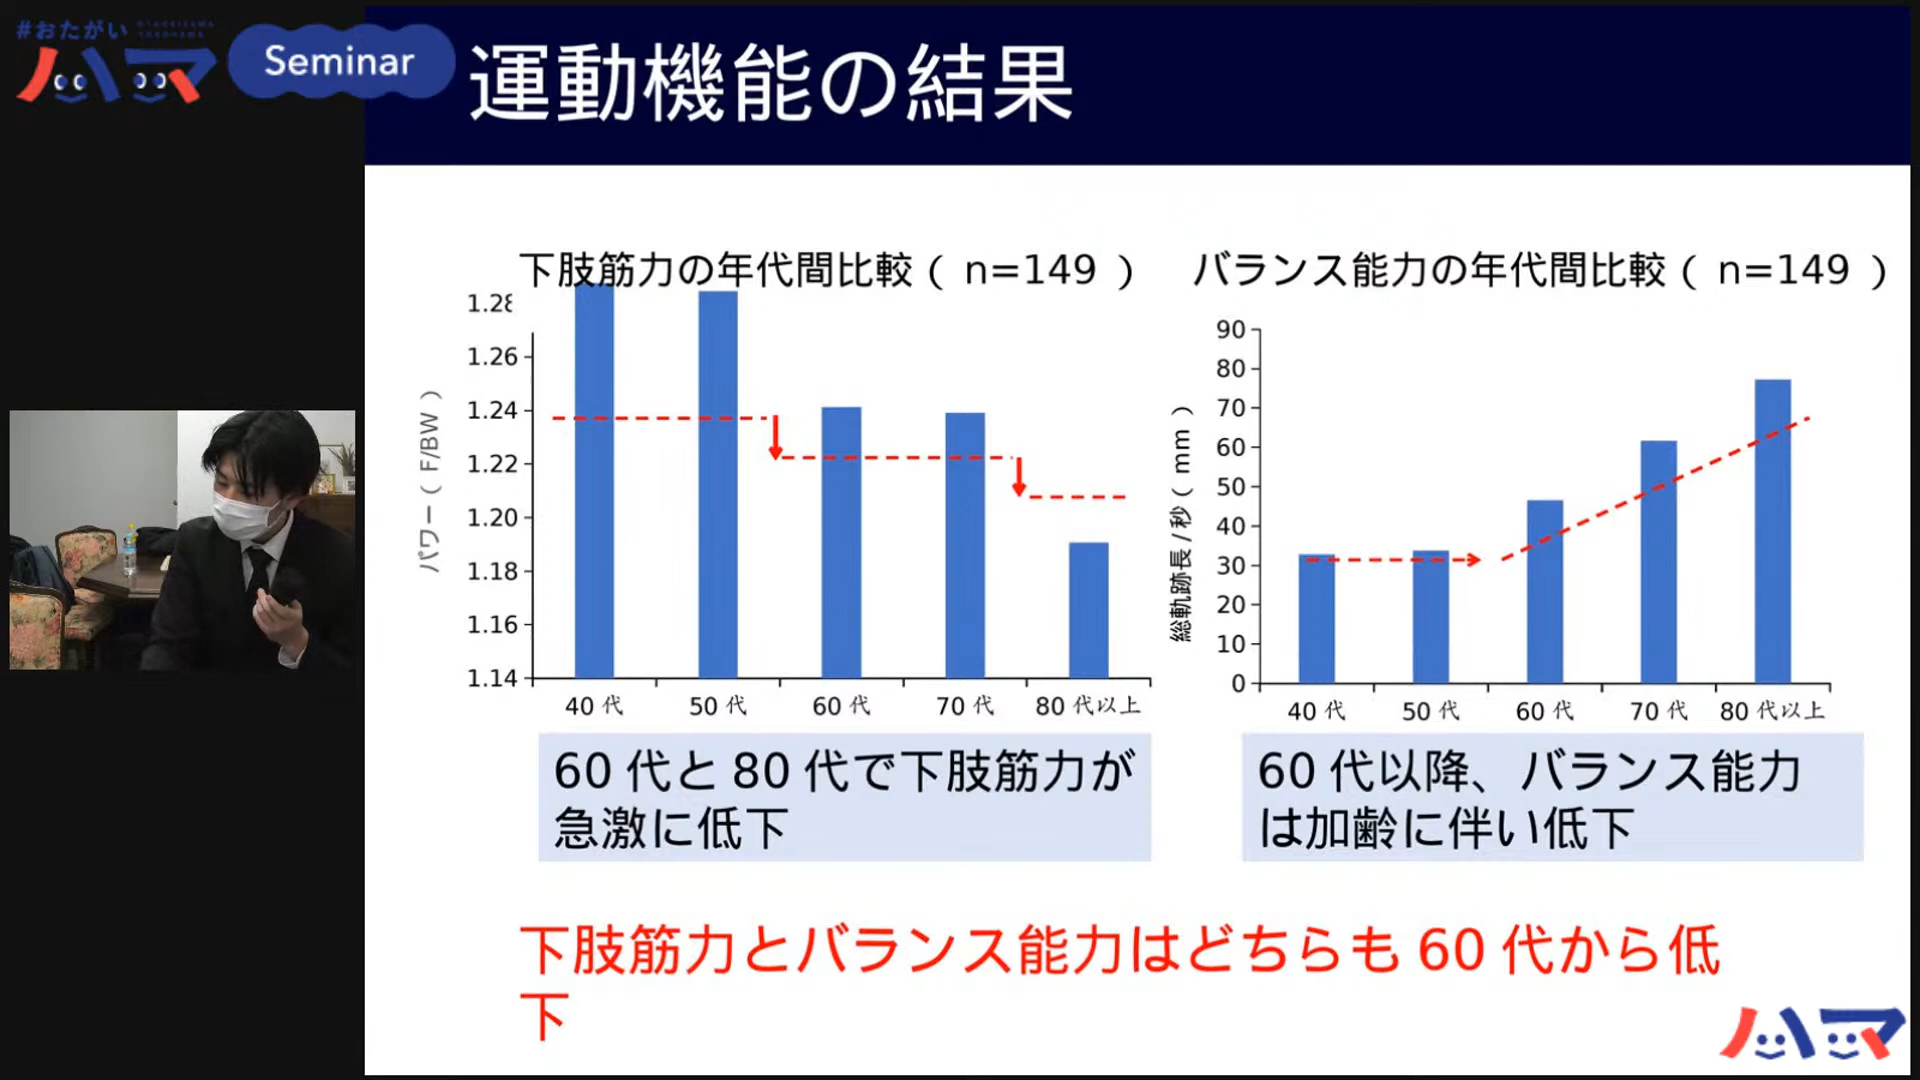 #おたがい
ハマ
Seminar
運動機能の結果
下肢筋力の年代間比較（ n=149 ）
1.28
1.26
1.24
1.22
1.20
1.18
1.16
1.14
パワー（ F/BW ）
40 代 50 代 60 代 70 代 80 代以上
バランス能力の年代間比較（ n=149 ）
90
80
70
60
50
40
30
20
10
0
総軌跡長 / 秒（ mm ）
40 代 50 代 60 代 70 代 80 代以上
60 代と 80 代で下肢筋力が
急激に低下
60 代以降、バランス能力
は加齢に伴い低下
下肢筋力とバランス能力はどちらも 60 代から低
下
ハマ